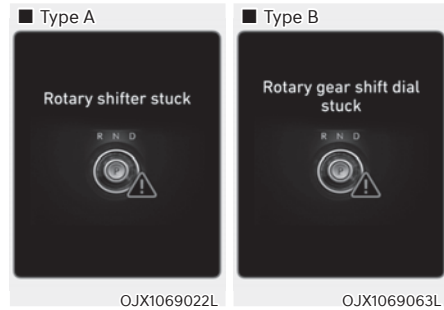 ■ Type A
Rotary shifter stuck
R N D
P
OJX1069022L
■ Type B
Rotary gear shift dial
stuck
R N D
P
OJX1069063L